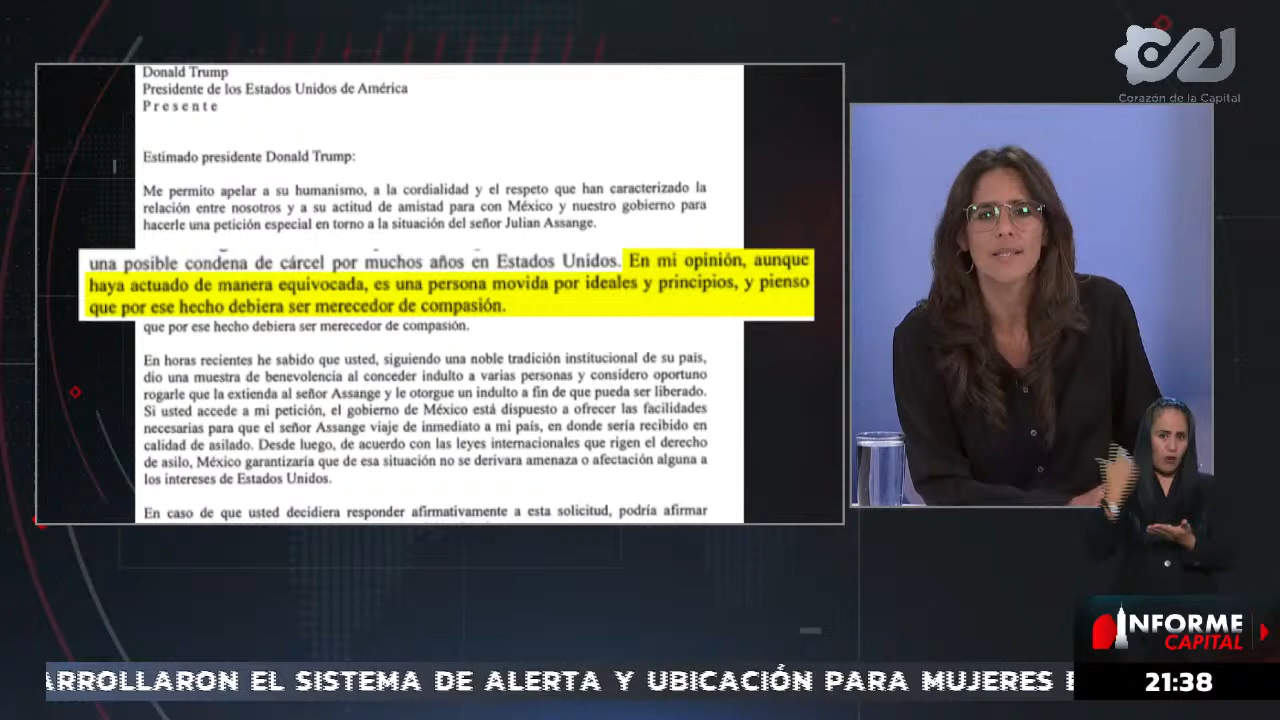 Donald Trump
Presidente de los Estados Unidos de América
P r e s e n t e
Estimado presidente Donald Trump:
Me permito apelar a su humanismo, a la cordialidad y el respeto que han caracterizado la
relación entre nosotros y a su actitud de amistad para con México y nuestro gobierno para
hacerle una petición especial en torno a la situación del señor Julian Assange.
una posible condena de cárcel por muchos años en Estados Unidos. En mi opinión, aunque
haya actuado de manera equivocada, es una persona movida por ideales y principios, y pienso
que por ese hecho debiera ser merecedor de compasión.
que por ese hecho debiera ser merecedor de compasión.
En horas recientes he sabido que usted, siguiendo una noble tradición institucional de su país,
dio una muestra de benevolencia al conceder indulto a varias personas y considero oportuno
rogarle que la extienda al señor Assange y le otorgue un indulto a fin de que pueda ser liberado.
Si usted accede a mi petición, el gobierno de México está dispuesto a ofrecer las facilidades
necesarias para que el señor Assange viaje de inmediato a mi país, en donde sería recibido en
calidad de asilado. Desde luego, de acuerdo con las leyes internacionales que rigen el derecho
de asilo, México garantizaría que de esa situación no se derivara amenaza o afectación alguna a
los intereses de Estados Unidos.
En caso de que usted decidiera responder afirmativamente a esta solicitud, podría afirmar
C21
Corazón de la Capital
INFORME
CAPITAL
ARROLLARON EL SISTEMA DE ALERTA Y UBICACIÓN PARA MUJERES
21:38